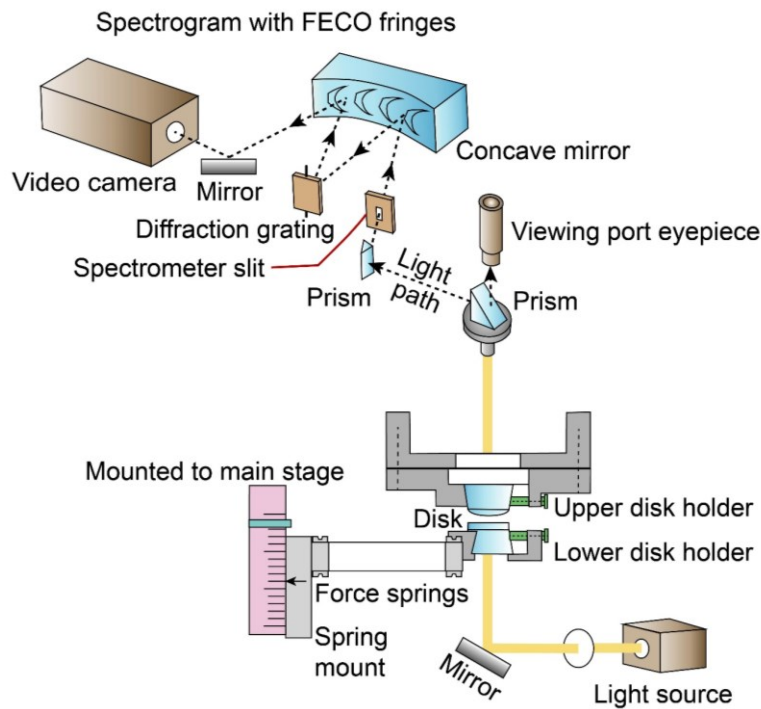 Spectrogram with FECO fringes
Concave mirror
Video camera
Mirror
Diffraction grating
Viewing port eyepiece
Spectrometer slit
Light
path
Prism
Prism
Mounted to main stage
Disk
Upper disk holder
Lower disk holder
Force springs
Spring
mount
Mirror
Light source